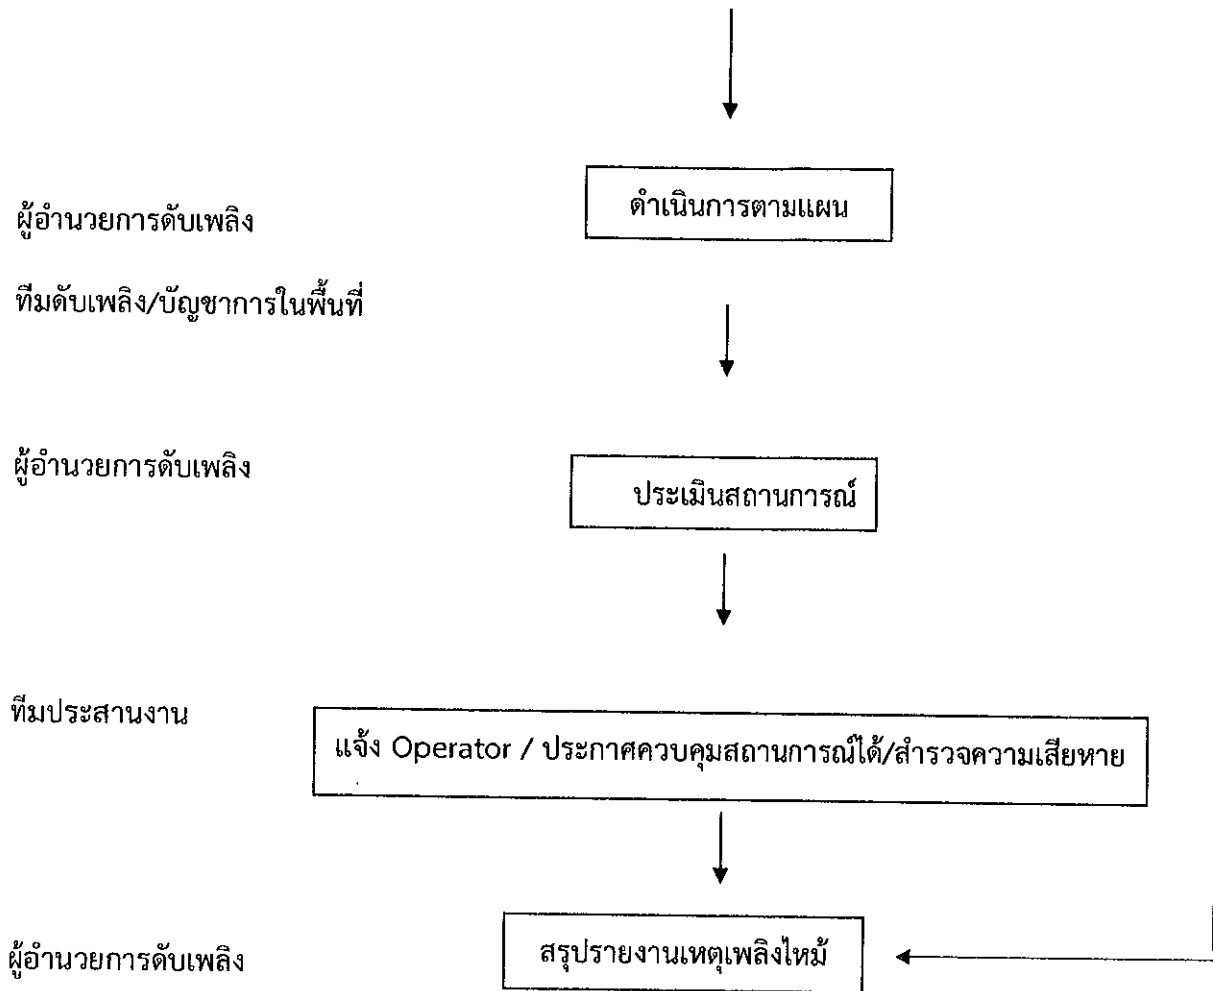 ดำเนินการตามแผน
ผู้อำนวยการดับเพลิง
ทีมดับเพลิง/บัญชาการในพื้นที่
ผู้อำนวยการดับเพลิง
ประเมินสถานการณ์
ทีมประสานงาน
แจ้ง Operator / ประกาศควบคุมสถานการณ์ได้/สำรวจความเสียหาย
ผู้อำนวยการดับเพลิง
สรุปรายงานเหตุเพลิงไหม้